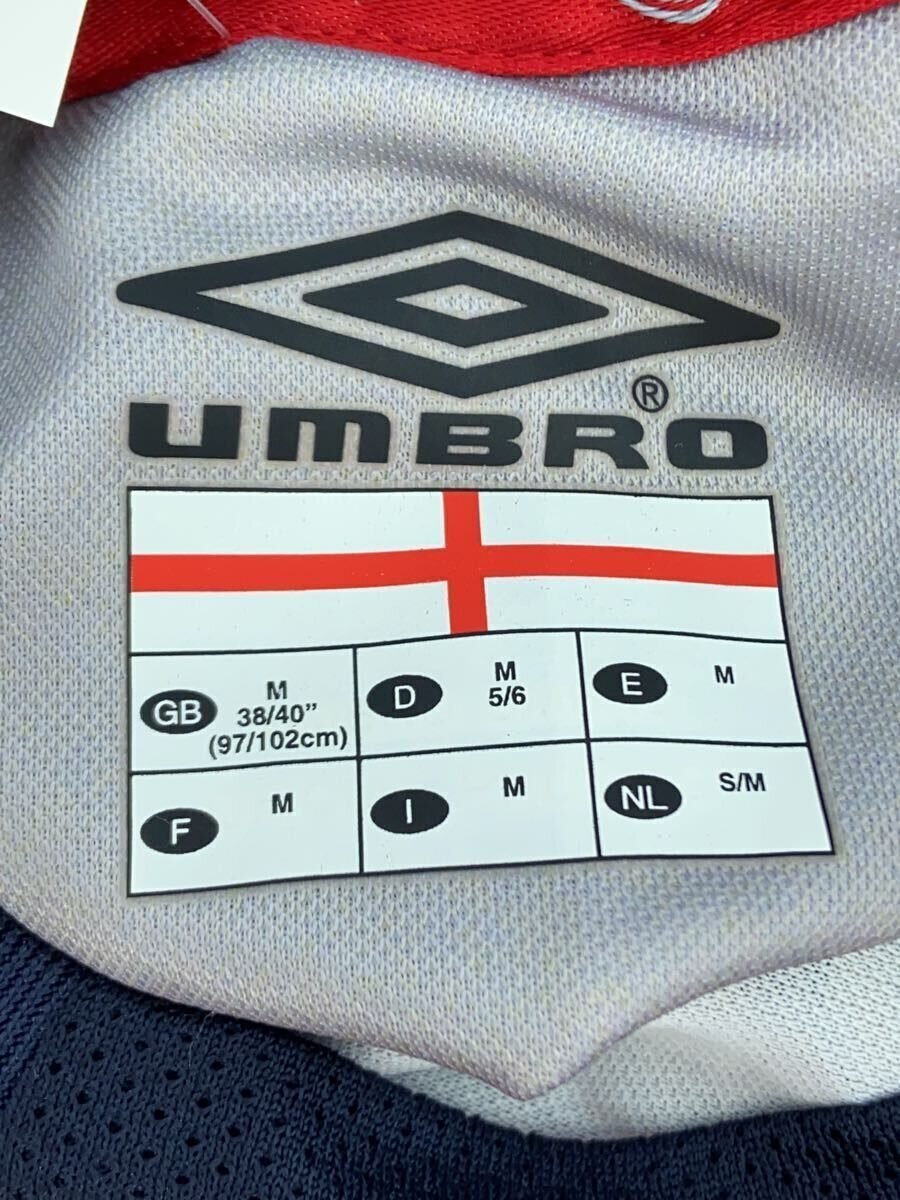 ®
UMBRO
GB M
38/40”
(97/102cm)
D M
5/6
E M
F M
I M
NL S/M